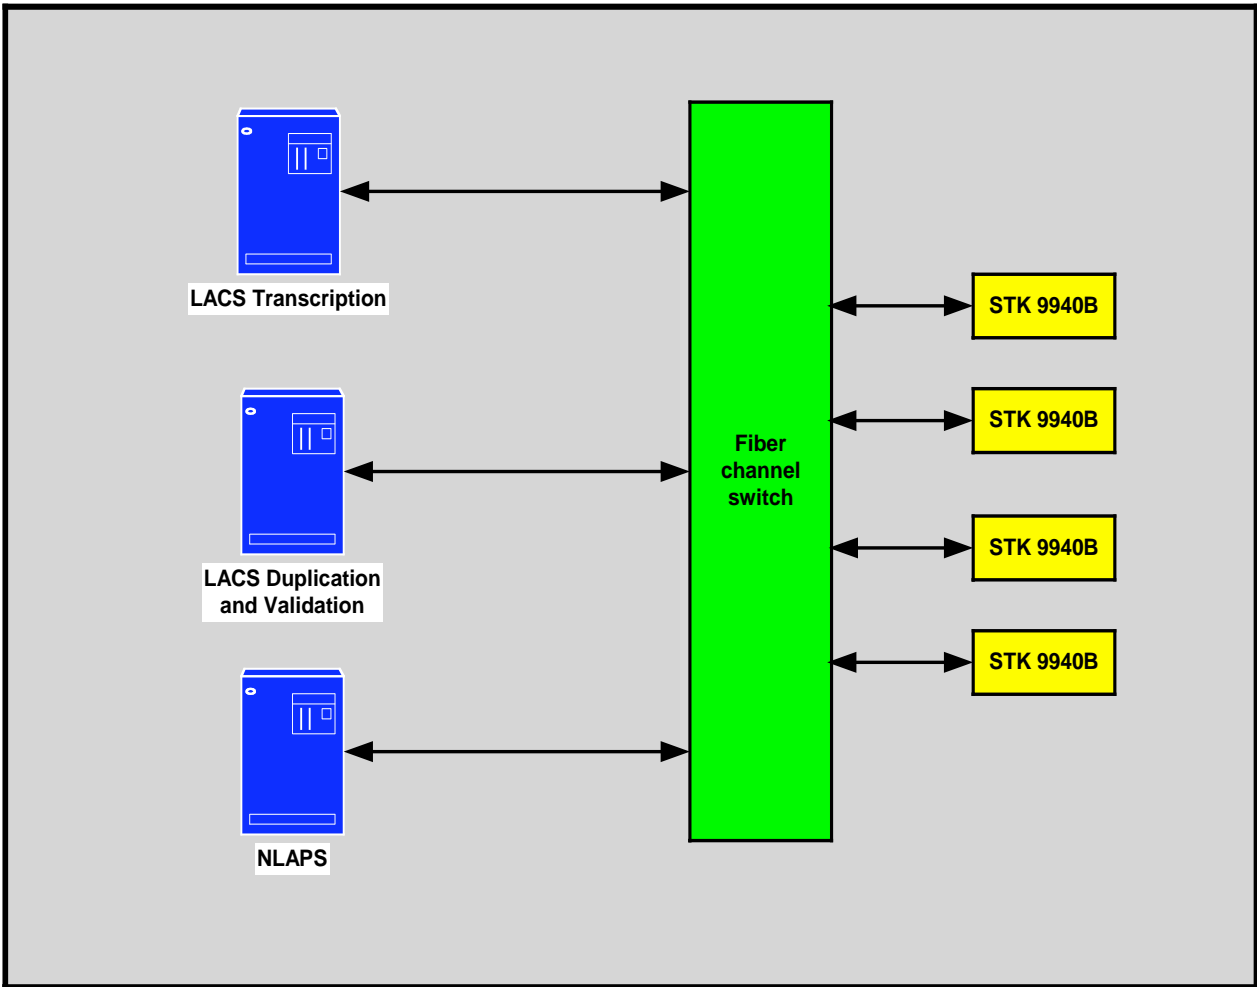 LACS Transcription
LACS Duplication
and Validation
NLAPS
Fiber
channel
switch
STK 9940B
STK 9940B
STK 9940B
STK 9940B